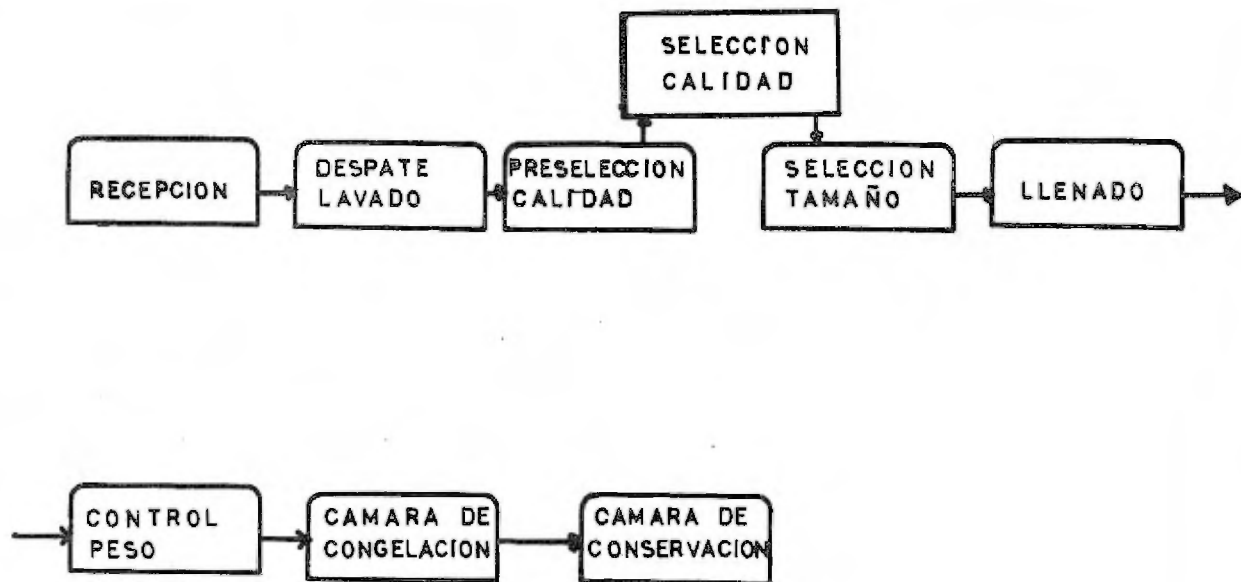 RECEPCION
DESPATE
LAVADO
PRESELECCION
CALIDAD
SELECCION
CALIDAD
SELECCION
TAMAÑO
LLENADO
CONTROL
PESO
CAMARA DE
CONGELACION
CAMARA DE
CONSERVACION